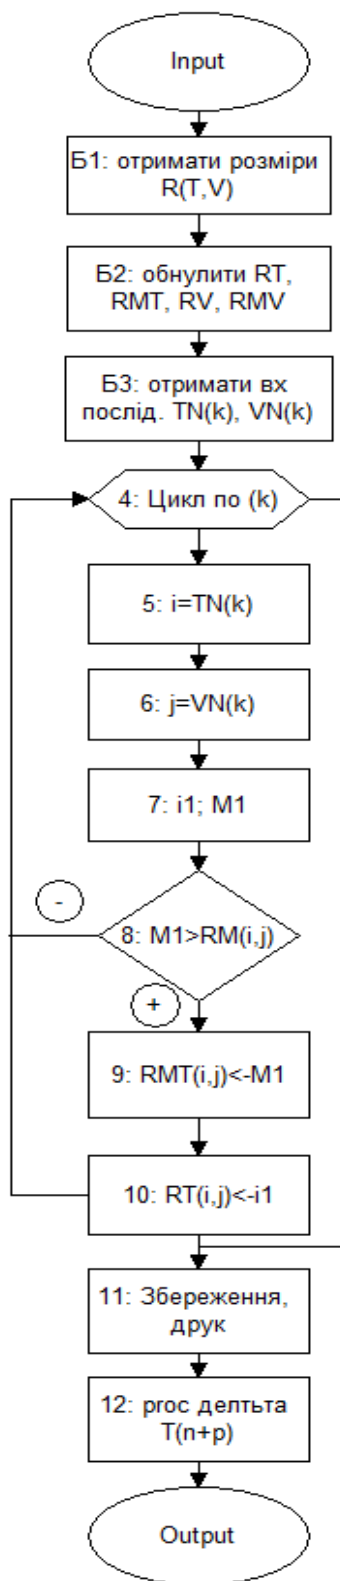 Input
Б1: отримати розміри
R(T,V)
Б2: обнулити RT,
RMT, RV, RMV
Б3: отримати вх
послід. TN(k), VN(k)
4: Цикл по (k)
5: i=TN(k)
6: j=VN(k)
7: i1; M1
-
8: M1>RM(i,j)
+
9: RMT(i,j)<-M1
10: RT(i,j)<-i1
11: Збереження,
друк
12: proc делтьта
T(n+p)
Output